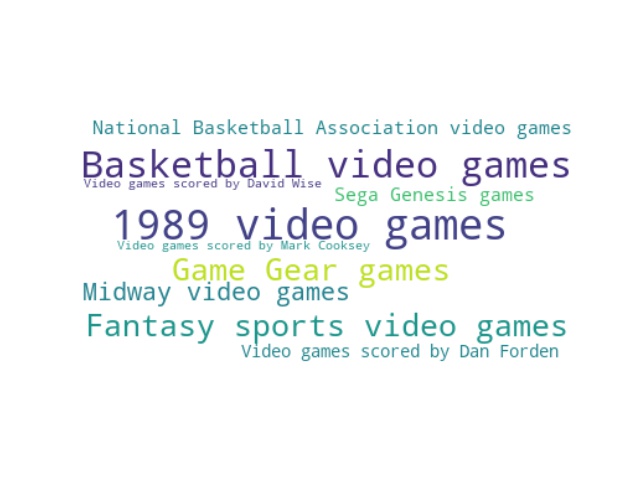 National Basketball Association video games
Basketball video games
Video games scored by David Wise
Sega Genesis games
1989 video games
Video games scored by Mark Cooksey
Game Gear games
Midway video games
Fantasy sports video games
Video games scored by Dan Forden